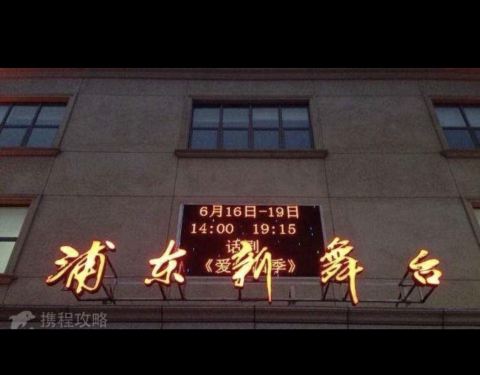 6月16日-19日
14:00 19:15
话剧
《爱 季》
浦东新舞台
携程攻略